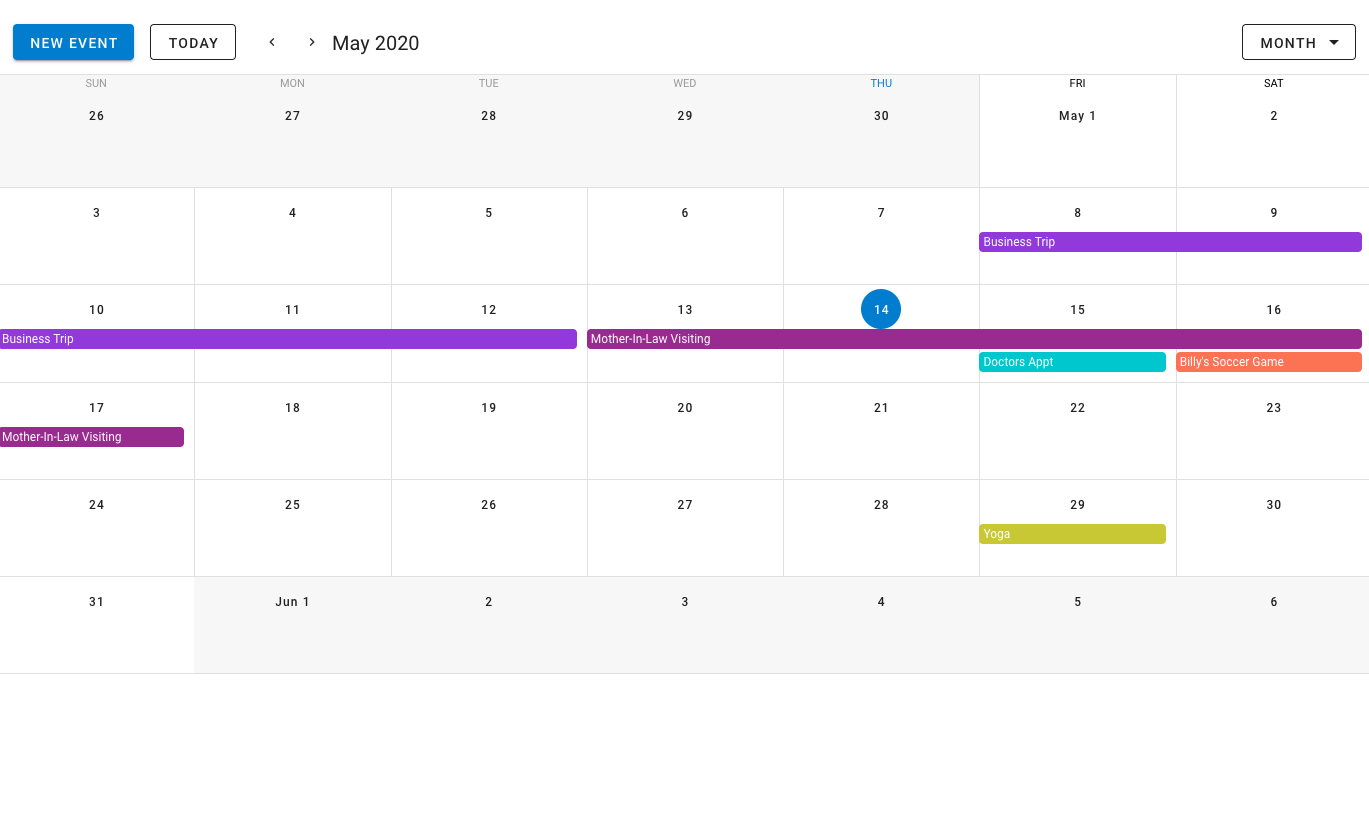 NEW EVENT TODAY May 2020 MONTH
SUN MON TUE WED THU FRI SAT
26 27 28 29 30 May 1 2
3 4 5 6 7 8 9
Business Trip
10 11 12 13 14 15 16
Business Trip Mother-In-Law Visiting
Doctors Appt Billy's Soccer Game
17 18 19 20 21 22 23
Mother-In-Law Visiting
24 25 26 27 28 29 30
Yoga
31 Jun 1 2 3 4 5 6